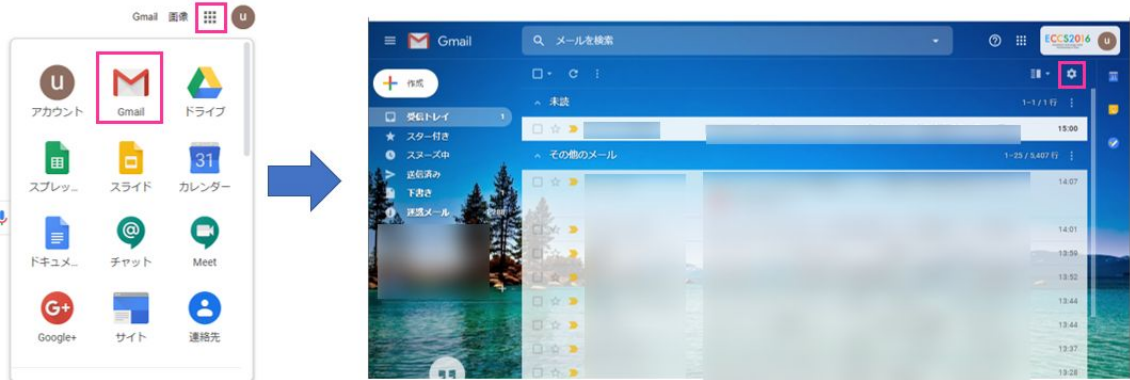 Gmail 画像
u
u
アカウント
Gmail
ドライブ
31
スプレッ...
スライド
カレンダー
ドキュメ...
チャット
Meet
G+
Google+
サイト
連絡先
Gmail
メールを検索
ECCS2016
u
作成
未読
1-1 / 1 行
受信トレイ 1
スター付き
15:00
スヌーズ中
その他のメール
1-25 / 5,407 行
送信済み
下書き
14:07
迷惑メール
14:01
13:56
13:52
13:44
13:44
13:37
13:28